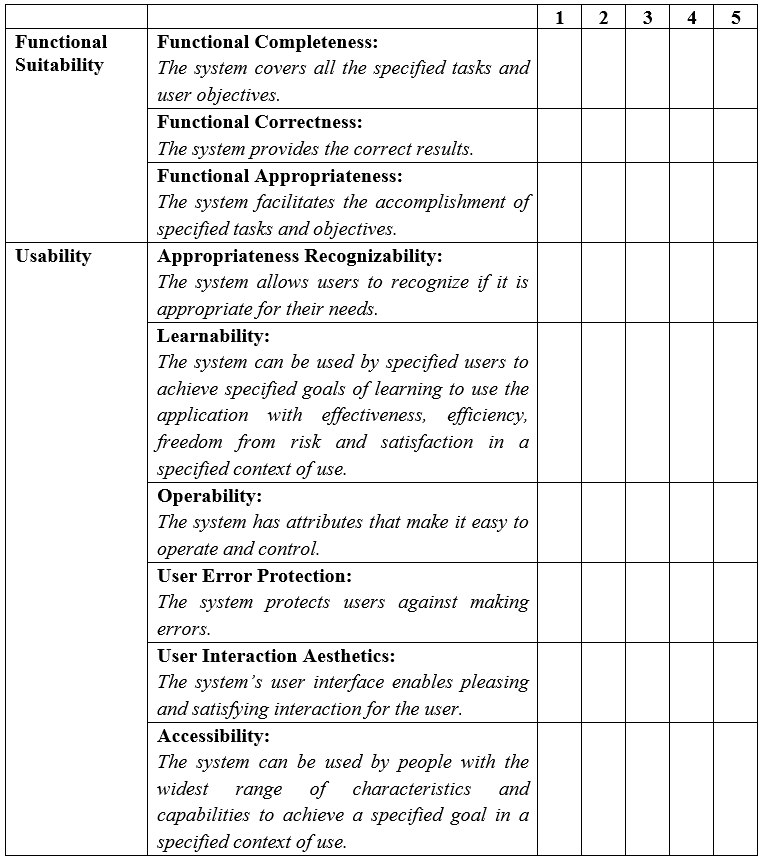 1 2 3 4 5
Functional Suitability
Functional Completeness:
The system covers all the specified tasks and
user objectives.
Functional Correctness:
The system provides the correct results.
Functional Appropriateness:
The system facilitates the accomplishment of
specified tasks and objectives.
Usability
Appropriateness Recognizability:
The system allows users to recognize if it is
appropriate for their needs.
Learnability:
The system can be used by specified users to
achieve specified goals of learning to use the
application with effectiveness, efficiency,
freedom from risk and satisfaction in a
specified context of use.
Operability:
The system has attributes that make it easy to
operate and control.
User Error Protection:
The system protects users against making
errors.
User Interaction Aesthetics:
The system's user interface enables pleasing
and satisfying interaction for the user.
Accessibility:
The system can be used by people with the
widest range of characteristics and
capabilities to achieve a specified goal in a
specified context of use.